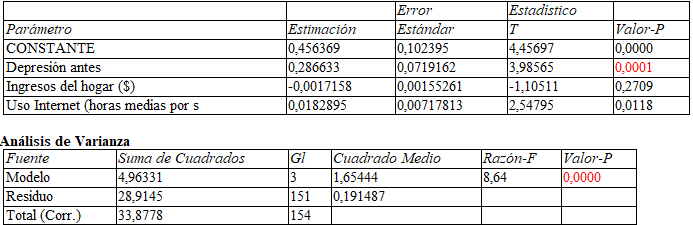 Error Estadístico
Parámetro Estimación Estándar T Valor-P
CONSTANTE 0,456369 0,102395 4,45697 0,0000
Depresión antes 0,286633 0,0719162 3,98565 0,0001
Ingresos del hogar ($) -0,0017158 0,00155261 -1,10511 0,2709
Uso Internet (horas medias por s 0,0182895 0,00717813 2,54795 0,0118
Análisis de Varianza
Fuente Suma de Cuadrados Gl Cuadrado Medio Razón-F Valor-P
Modelo 4,96331 3 1,65444 8,64 0,0000
Residuo 28,9145 151 0,191487
Total (Corr.) 33,8778 154